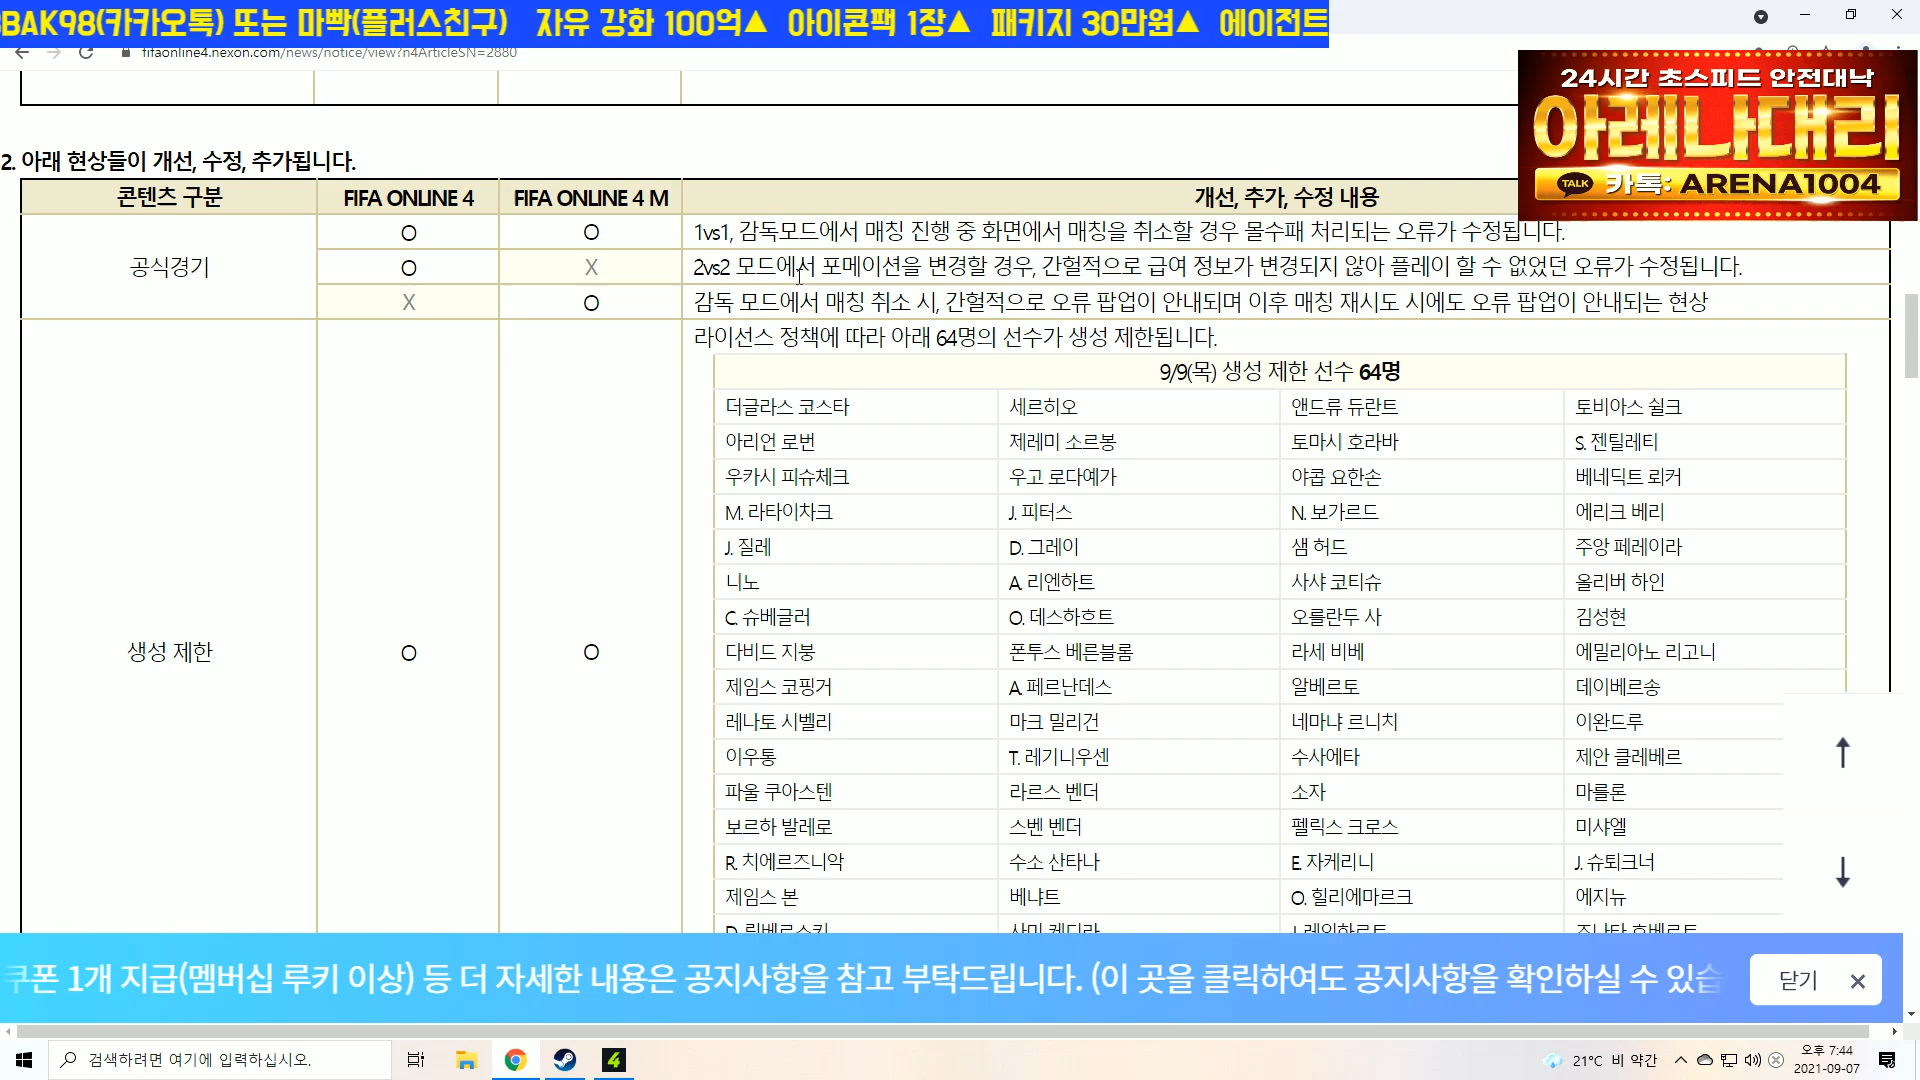 BAK98(카카오톡) 또는 마빡(플러스친구) 자유 강화 100억▲ 아이콘팩 1장▲ 패키지 30만원▲ 에이전트
fifaonline4.nexon.com/news/notice/view?n4ArticleSN=2880
24시간 초스피드 안전대낙
아레나대리
TALK 카톡: ARENA1004
2. 아래 현상들이 개선, 수정, 추가됩니다.
콘텐츠 구분 FIFA ONLINE 4 FIFA ONLINE 4 M 개선, 추가, 수정 내용
공식경기
O O 1vs1, 감독모드에서 매칭 진행 중 화면에서 매칭을 취소할 경우 몰수패 처리되는 오류가 수정됩니다.
O X 2vs2 모드에서 포메이션을 변경할 경우, 간헐적으로 급여 정보가 변경되지 않아 플레이 할 수 없었던 오류가 수정됩니다.
X O 감독 모드에서 매칭 취소 시, 간헐적으로 오류 팝업이 안내되며 이후 매칭 재시도 시에도 오류 팝업이 안내되는 현상
생성 제한 O O
라이선스 정책에 따라 아래 64명의 선수가 생성 제한됩니다.
9/9(목) 생성 제한 선수 64명
더글라스 코스타 세르히오 앤드류 듀란트 토비아스 쉴크
아리언 로번 제레미 소르봉 토마시 호라바 S. 젠틸레티
우카시 피슈체크 우고 로다예가 야콥 요한손 베네딕트 뢰커
M. 라타이차크 J. 피터스 N. 보가르드 에리크 베리
J. 질레 D. 그레이 샘 허드 주앙 페레이라
니노 A. 리엔하트 사샤 코티슈 올리버 하인
C. 슈베글러 O. 데스하흐트 오를란두 사 김성현
다비드 지붕 폰투스 베른블룸 라세 비베 에밀리아노 리고니
제임스 코핑거 A. 페르난데스 알베르토 데이베르송
레나토 시벨리 마크 밀리건 네마냐 르니치 이완드루
이우통 T. 레기니우센 수사에타 제안 클레베르
파울 쿠아스텐 라르스 벤더 소자 마를론
보르하 발레로 스벤 벤더 펠릭스 크로스 미샤엘
R. 치에르즈니악 수소 산타나 E. 자케리니 J. 슈퇴크너
제임스 본 베냐트 O. 힐리에마르크 에지뉴
쿠폰 1개 지급(멤버십 루키 이상) 등 더 자세한 내용은 공지사항을 참고 부탁드립니다. (이 곳을 클릭하여도 공지사항을 확인하실 수 있습
닫기
검색하려면 여기에 입력하십시오.
21°C 비 약간
오후 7:44
2021-09-07